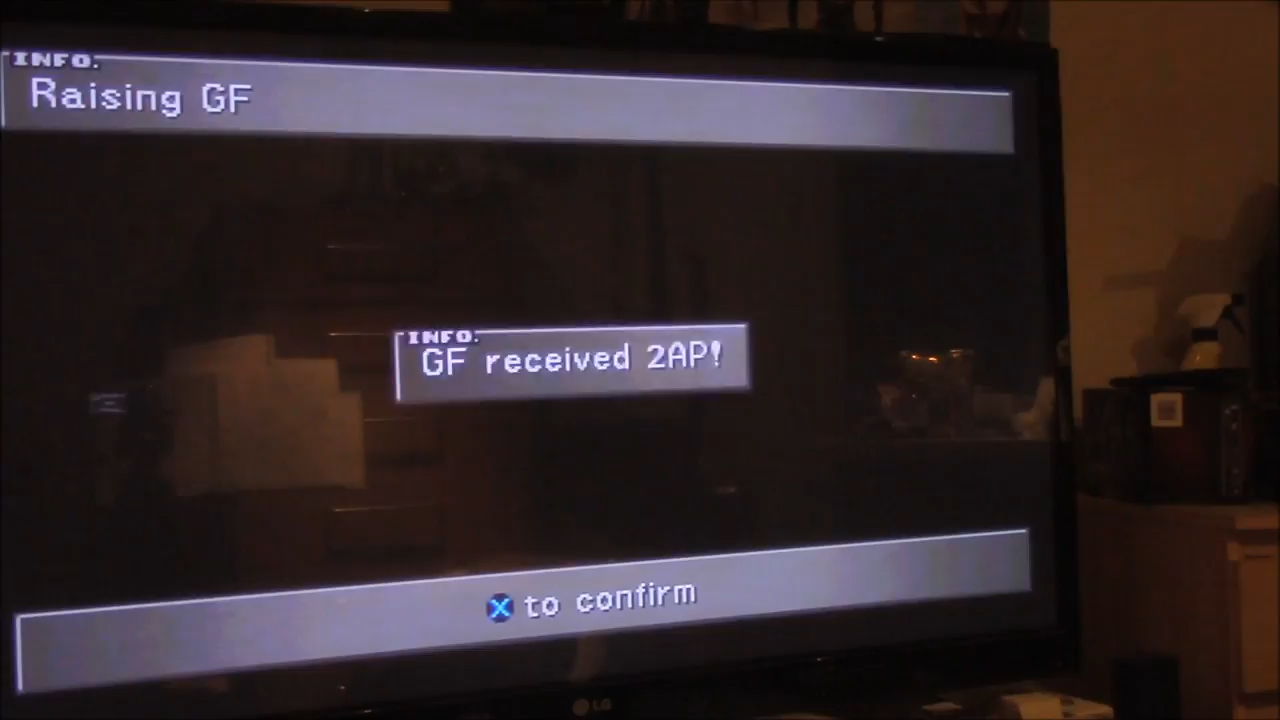 INFO.
Raising GF
INFO.
GF received 2AP!
X to confirm
LG